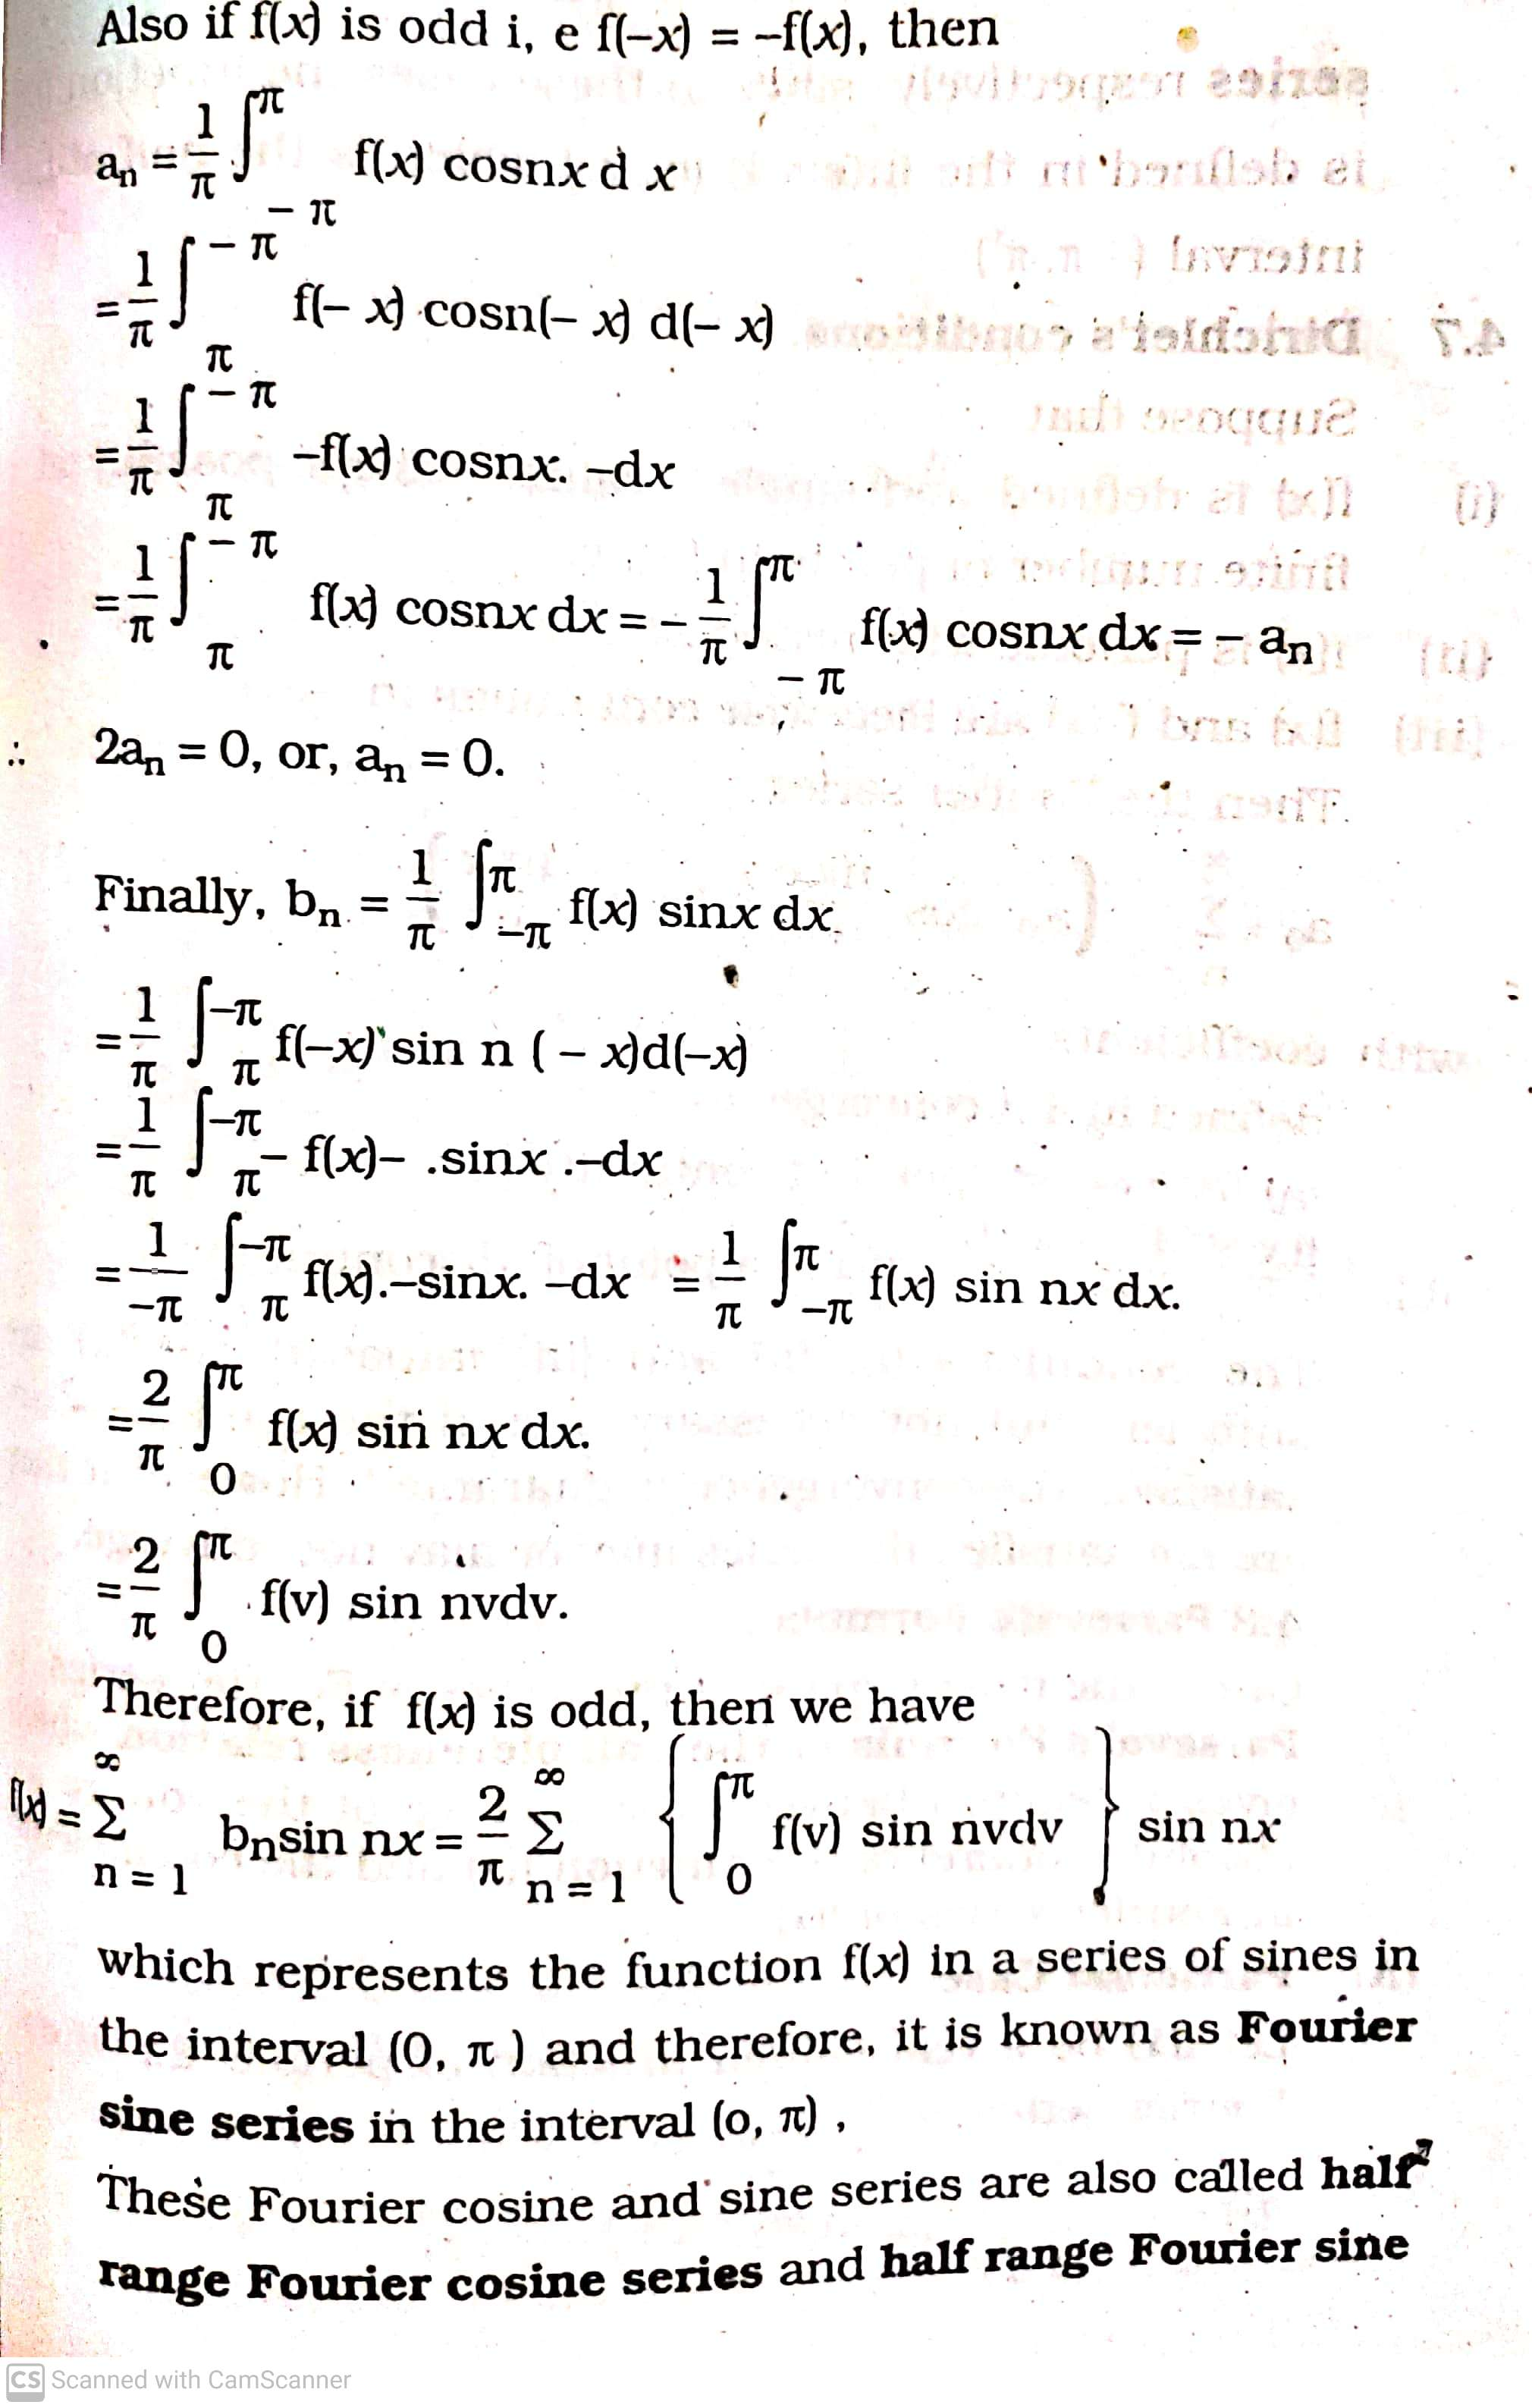 Also if f(x) is odd i, e f(–x) = –f(x), then
aₙ = 1/π ∫_{–π}^{π} f(x) cosnx d x
= 1/π ∫_{π}^{–π} f(– x) cosn(– x) d(– x)
= 1/π ∫_{π}^{–π} –f(x) cosnx. –dx
= 1/π ∫_{π}^{–π} f(x) cosnx dx = – 1/π ∫_{–π}^{π} f(x) cosnx dx = – aₙ
∴ 2aₙ = 0, or, aₙ = 0.
Finally, bₙ = 1/π ∫_{–π}^{π} f(x) sinx dx.
= 1/π ∫_{π}^{–π} f(–x) sin n ( – x)d(–x)
= 1/π ∫_{π}^{–π} – f(x)– .sinx .–dx
= 1/–π ∫_{π}^{–π} f(x).–sinx. –dx = 1/π ∫_{–π}^{π} f(x) sin nx dx.
= 2/π ∫_{0}^{π} f(x) sin nx dx.
= 2/π ∫_{0}^{π} f(v) sin nvdv.
Therefore, if f(x) is odd, then we have
f(x) = Σ_{n = 1}^{∞} bₙsin nx = 2/π Σ_{n = 1}^{∞} { ∫_{0}^{π} f(v) sin nvdv } sin nx
which represents the function f(x) in a series of sines in
the interval (0, π ) and therefore, it is known as Fourier
sine series in the interval (o, π) ,
These Fourier cosine and sine series are also called half
range Fourier cosine series and half range Fourier sine
CS Scanned with CamScanner